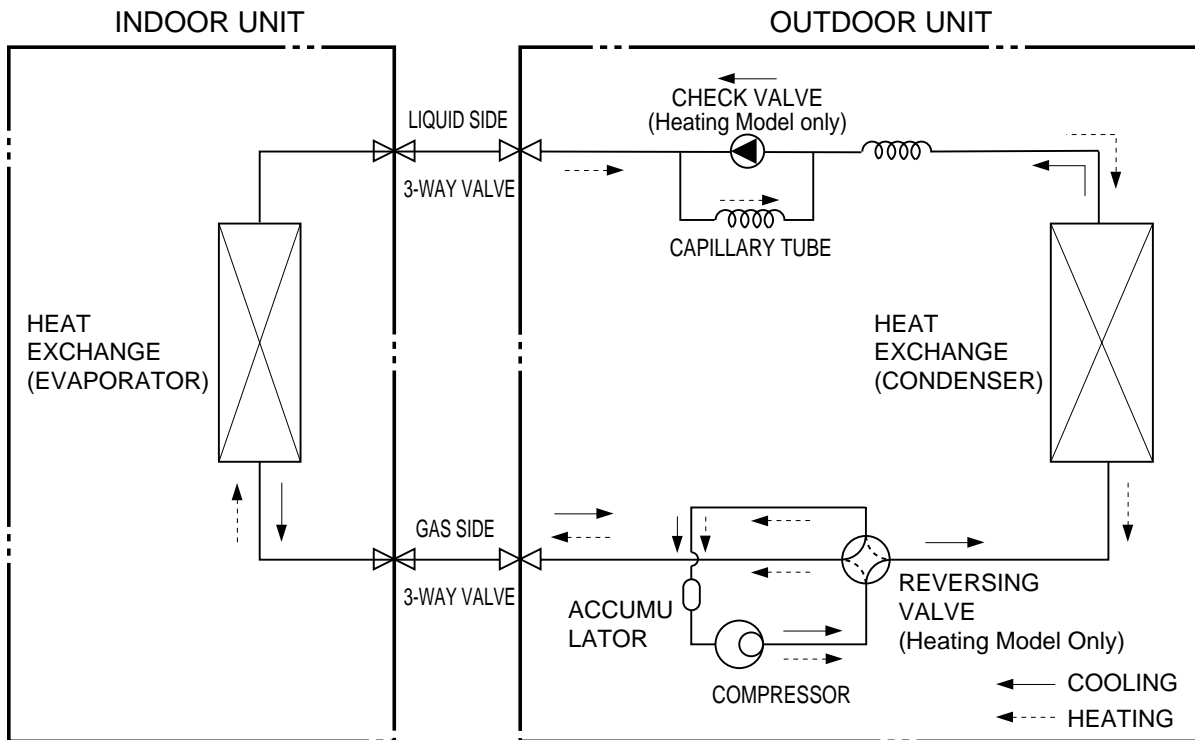 INDOOR UNIT
OUTDOOR UNIT
LIQUID SIDE
3-WAY VALVE
CHECK VALVE
(Heating Model only)
CAPILLARY TUBE
HEAT
EXCHANGE
(EVAPORATOR)
HEAT
EXCHANGE
(CONDENSER)
GAS SIDE
3-WAY VALVE
ACCUMU
LATOR
COMPRESSOR
REVERSING
VALVE
(Heating Model Only)
COOLING
HEATING